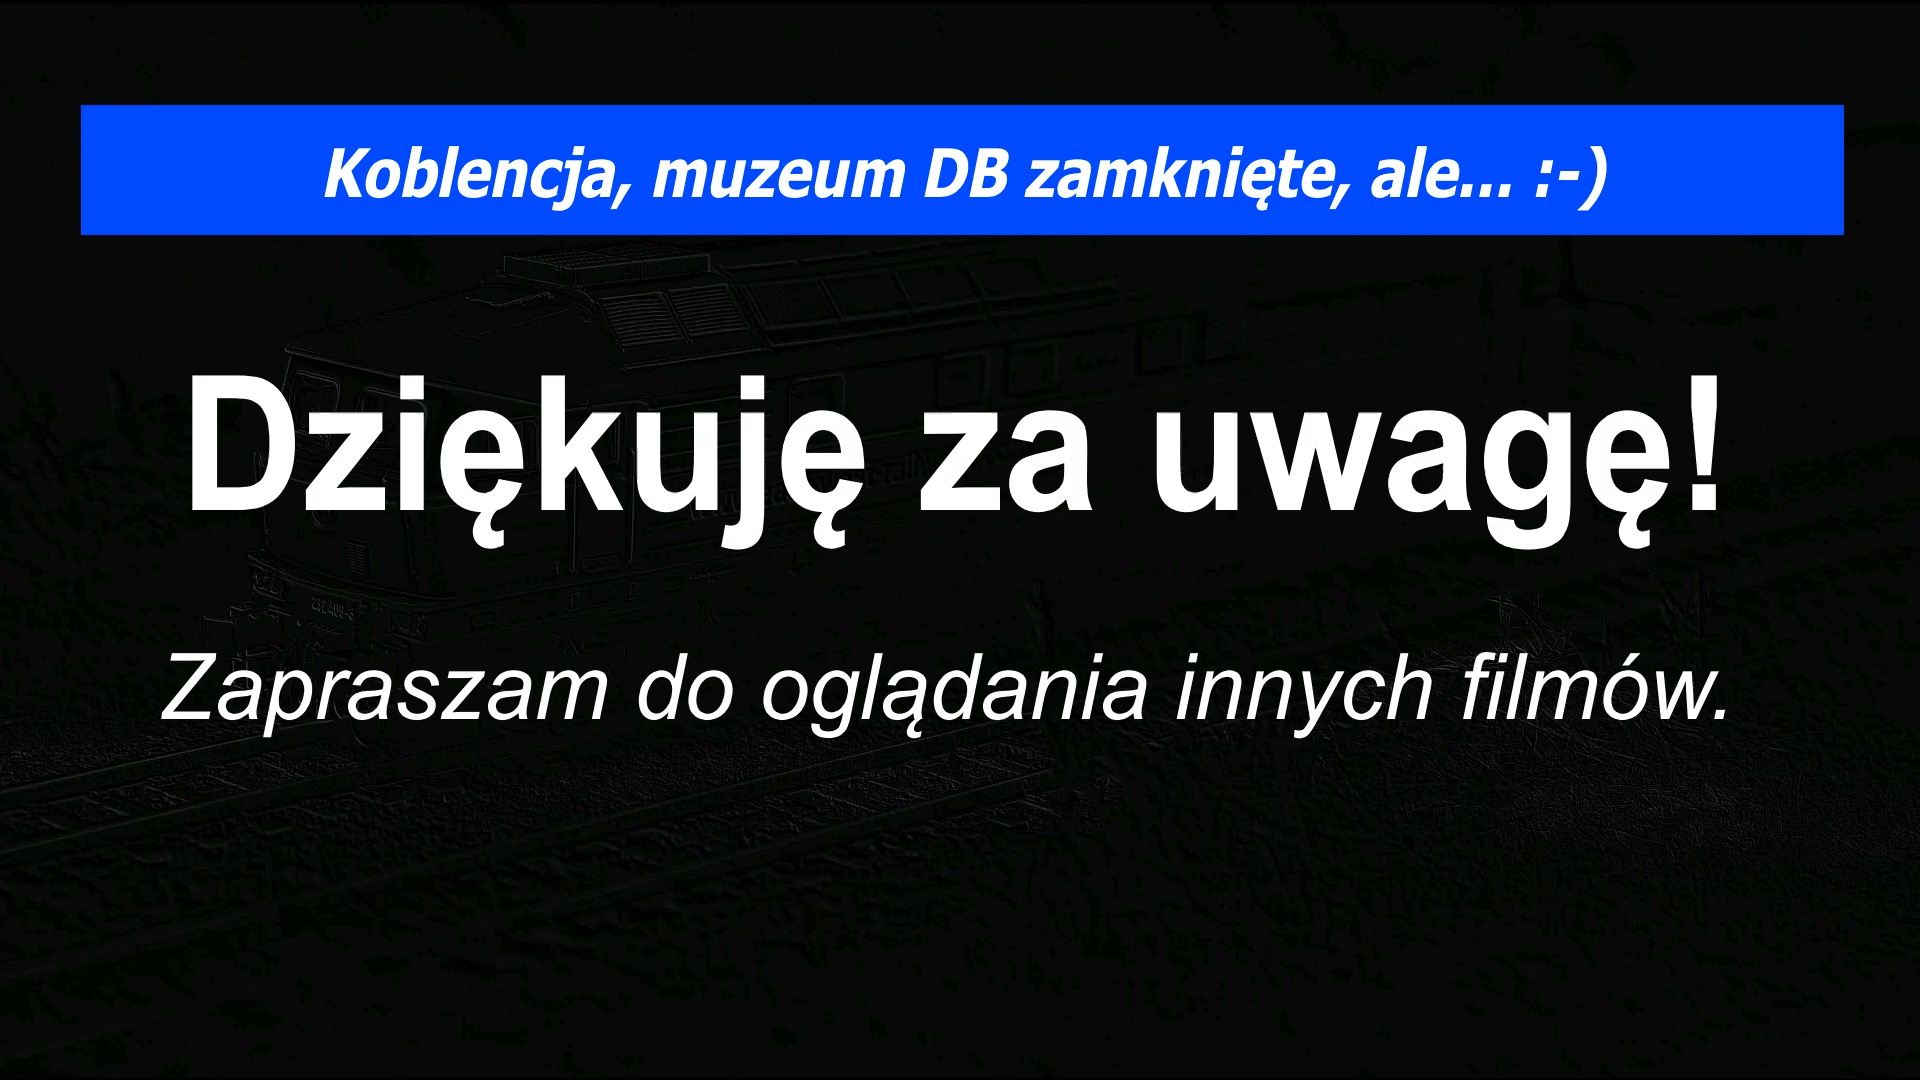 Koblencja, muzeum DB zamknięte, ale... :-)
Dziękuję za uwagę!
Zapraszam do oglądania innych filmów.